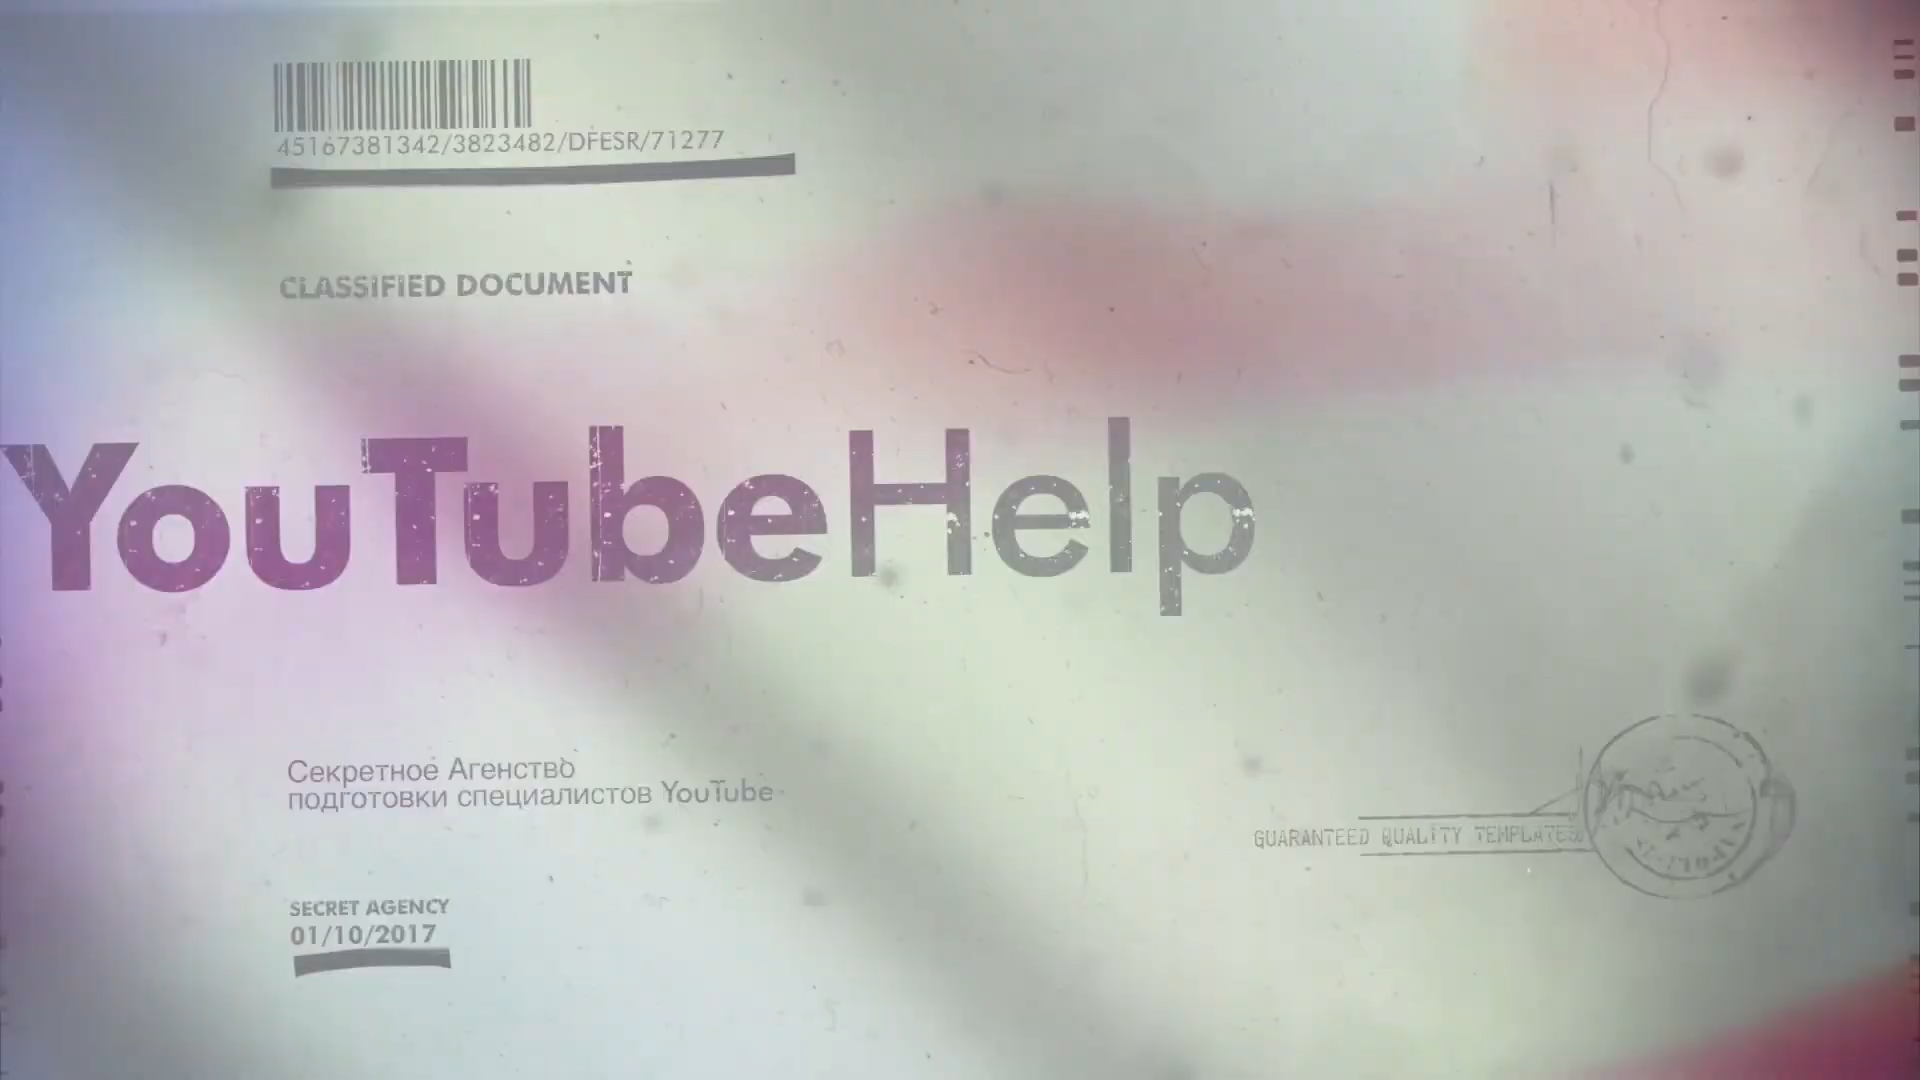 45167381342/3823482/DFESR/71277
CLASSIFIED DOCUMENT
YouTubeHelp
Секретное Агенство
подготовки специалистов YouTube
GUARANTEED QUALITY TEMPLATES
SECRET AGENCY
01/10/2017